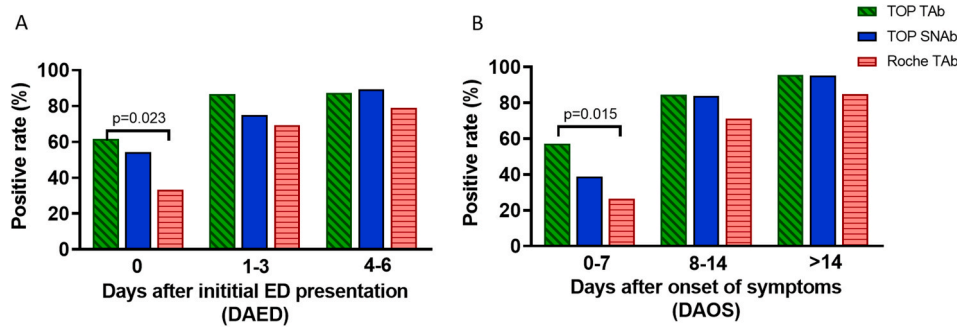 A
Positive rate (%)
100
80
60
40
20
0
p=0.023
0
1-3
4-6
Days after inititial ED presentation
(DAED)
B
Positive rate (%)
100
80
60
40
20
0
p=0.015
0-7
8-14
>14
Days after onset of symptoms
(DAOS)
TOP TAb
TOP SNAb
Roche TAb